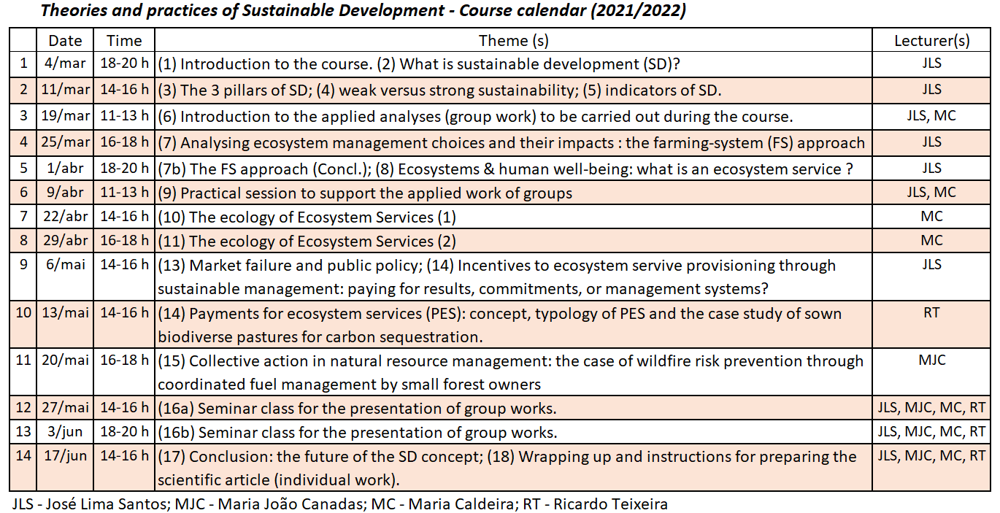 Theories and practices of Sustainable Development - Course calendar (2021/2022)
Date Time Theme (s) Lecturer(s)
1 4/mar 18-20 h (1) Introduction to the course. (2) What is sustainable development (SD)? JLS
2 11/mar 14-16 h (3) The 3 pillars of SD; (4) weak versus strong sustainability; (5) indicators of SD. JLS
3 19/mar 11-13 h (6) Introduction to the applied analyses (group work) to be carried out during the course. JLS, MC
4 25/mar 16-18 h (7) Analysing ecosystem management choices and their impacts : the farming-system (FS) approach JLS
5 1/abr 18-20 h (7b) The FS approach (Concl.); (8) Ecosystems & human well-being: what is an ecosystem service ? JLS
6 9/abr 11-13 h (9) Practical session to support the applied work of groups JLS, MC
7 22/abr 14-16 h (10) The ecology of Ecosystem Services (1) MC
8 29/abr 16-18 h (11) The ecology of Ecosystem Services (2) MC
9 6/mai 14-16 h (13) Market failure and public policy; (14) Incentives to ecosystem servive provisioning through JLS
sustainable management: paying for results, commitments, or management systems?
10 13/mai 14-16 h (14) Payments for ecosystem services (PES): concept, typology of PES and the case study of sown RT
biodiverse pastures for carbon sequestration.
11 20/mai 16-18 h (15) Collective action in natural resource management: the case of wildfire risk prevention through MJC
coordinated fuel management by small forest owners
12 27/mai 14-16 h (16a) Seminar class for the presentation of group works. JLS, MJC, MC, RT
13 3/jun 18-20 h (16b) Seminar class for the presentation of group works. JLS, MJC, MC, RT
14 17/jun 14-16 h (17) Conclusion: the future of the SD concept; (18) Wrapping up and instructions for preparing the JLS, MJC, MC, RT
scientific article (individual work).
JLS - José Lima Santos; MJC - Maria João Canadas; MC - Maria Caldeira; RT - Ricardo Teixeira